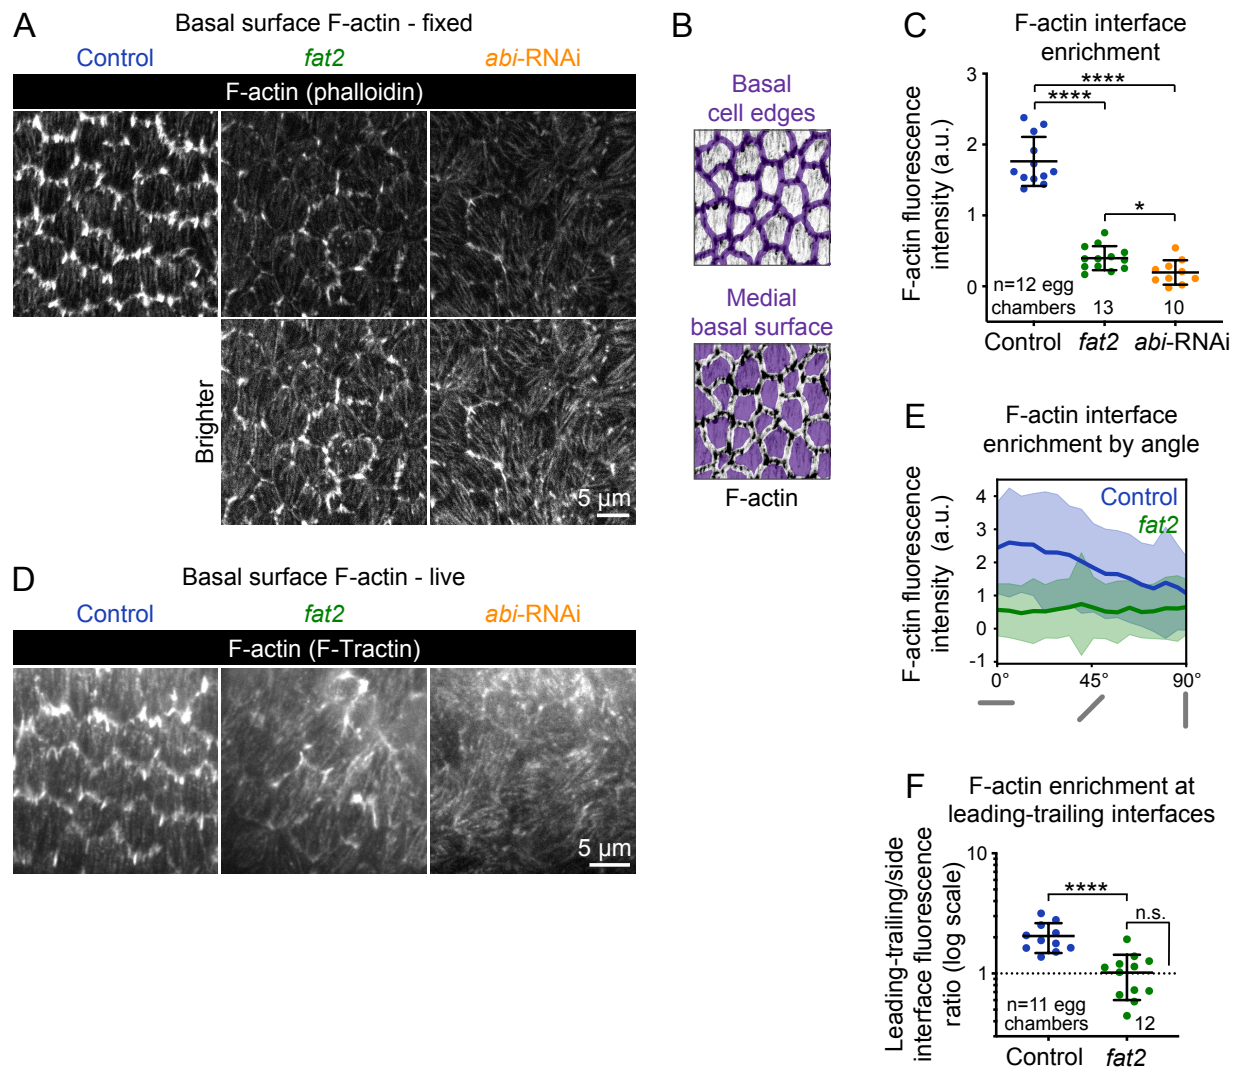 A
Basal surface F-actin - fixed
Control
fat2
abi-RNAi
F-actin (phalloidin)
Brighter
5 µm
B
Basal
cell edges
Medial
basal surface
F-actin
C
F-actin interface
enrichment
F-actin fluorescence
intensity (a.u.)
3
2
1
0
****
****
*
n=12 egg
chambers
13
10
Control
fat2
abi-RNAi
D
Basal surface F-actin - live
Control
fat2
abi-RNAi
F-actin (F-Tractin)
5 µm
E
F-actin interface
enrichment by angle
F-actin fluorescence
intensity (a.u.)
4
3
2
1
0
-1
Control
fat2
0°
45°
90°
F
F-actin enrichment at
leading-trailing interfaces
Leading-trailing/side
interface fluorescence
ratio (log scale)
10
1
****
n.s.
n=11 egg
chambers
12
Control
fat2